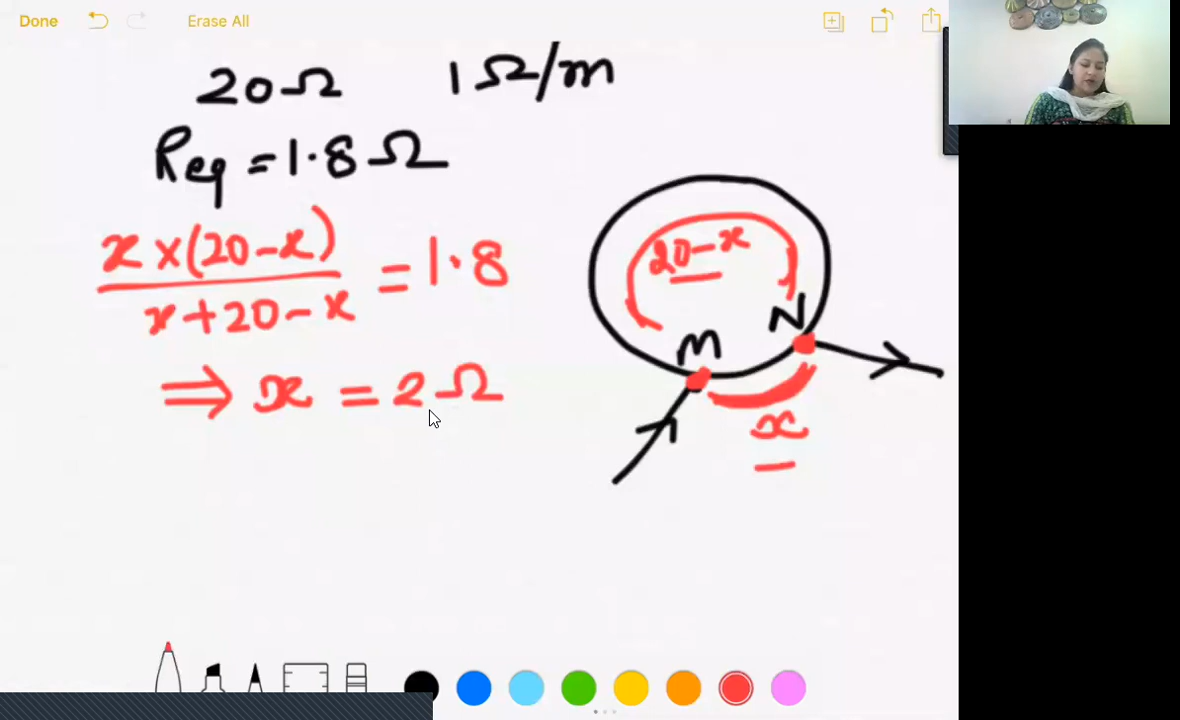 Done Erase All
20Ω 1Ω/m
Req = 1.8Ω
x×(20-x)
x+20-x
= 1.8
⇒ x = 2Ω
20-x
M N
x